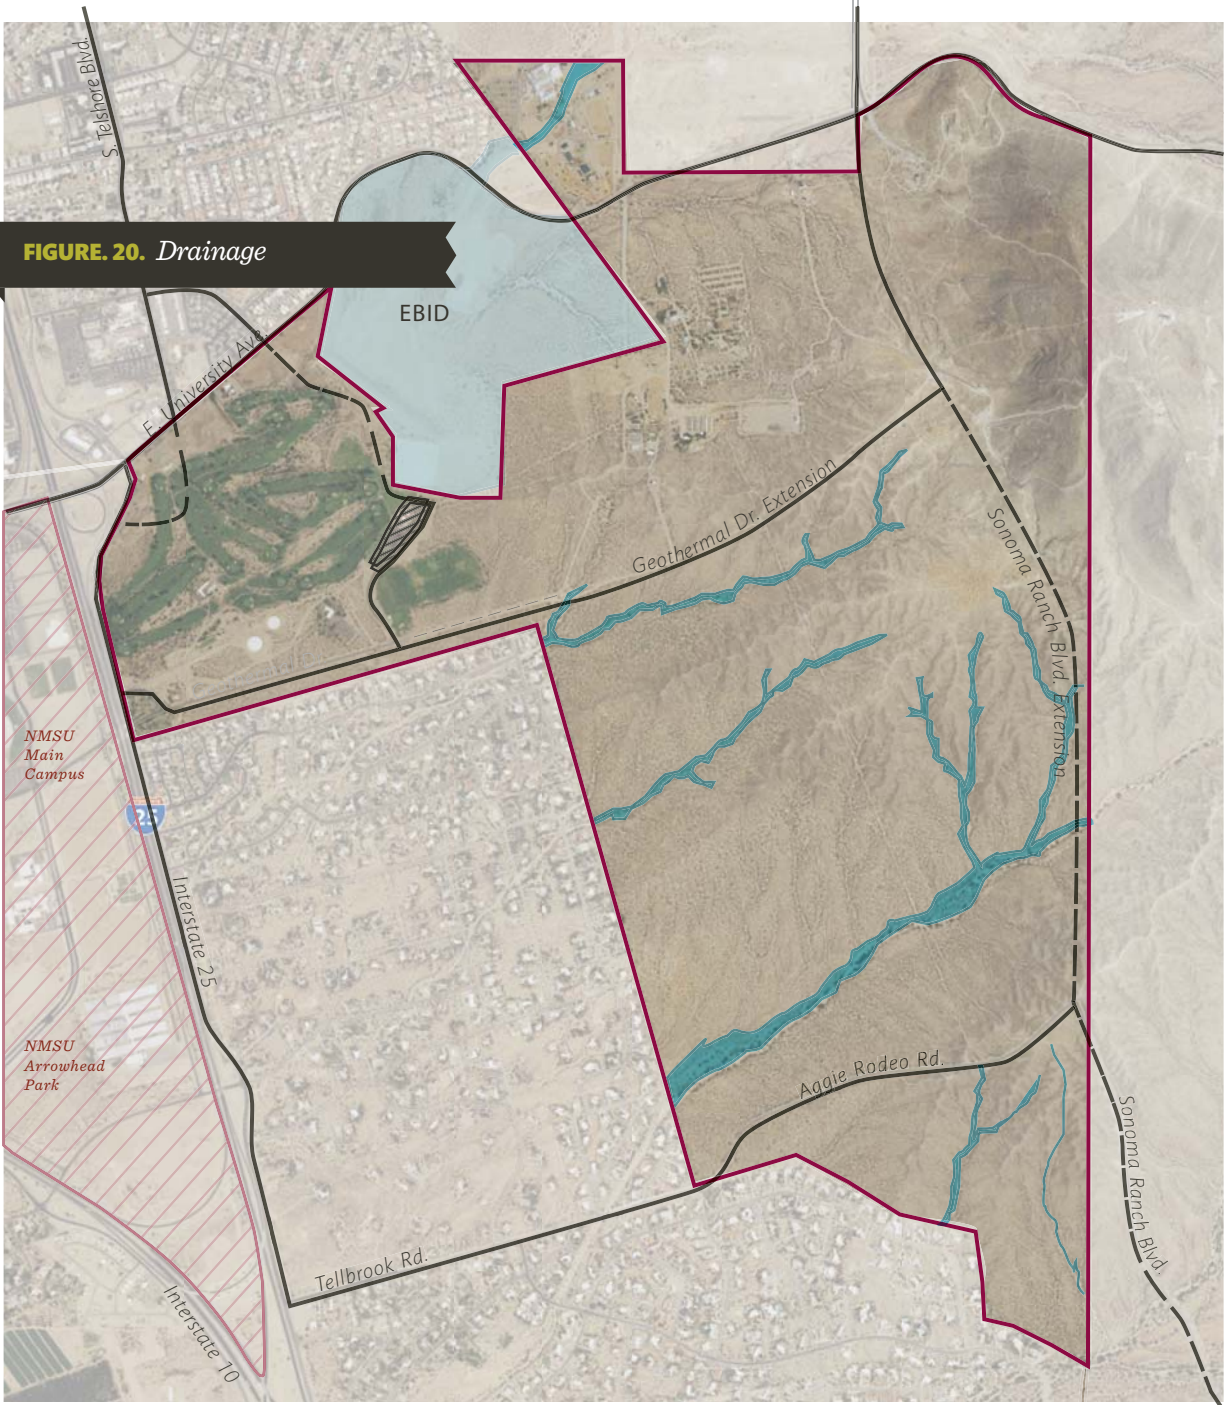 S. Telshore Blvd.
FIGURE. 20. Drainage
EBID
E. University Ave.
Geothermal Dr. Extension
Sonoma Ranch Blvd. Extension
NMSU
Main
Campus
25
Interstate 25
NMSU
Arrowhead
Park
Aggie Rodeo Rd.
Sonoma Ranch Blvd.
Tellbrook Rd.
Interstate 10